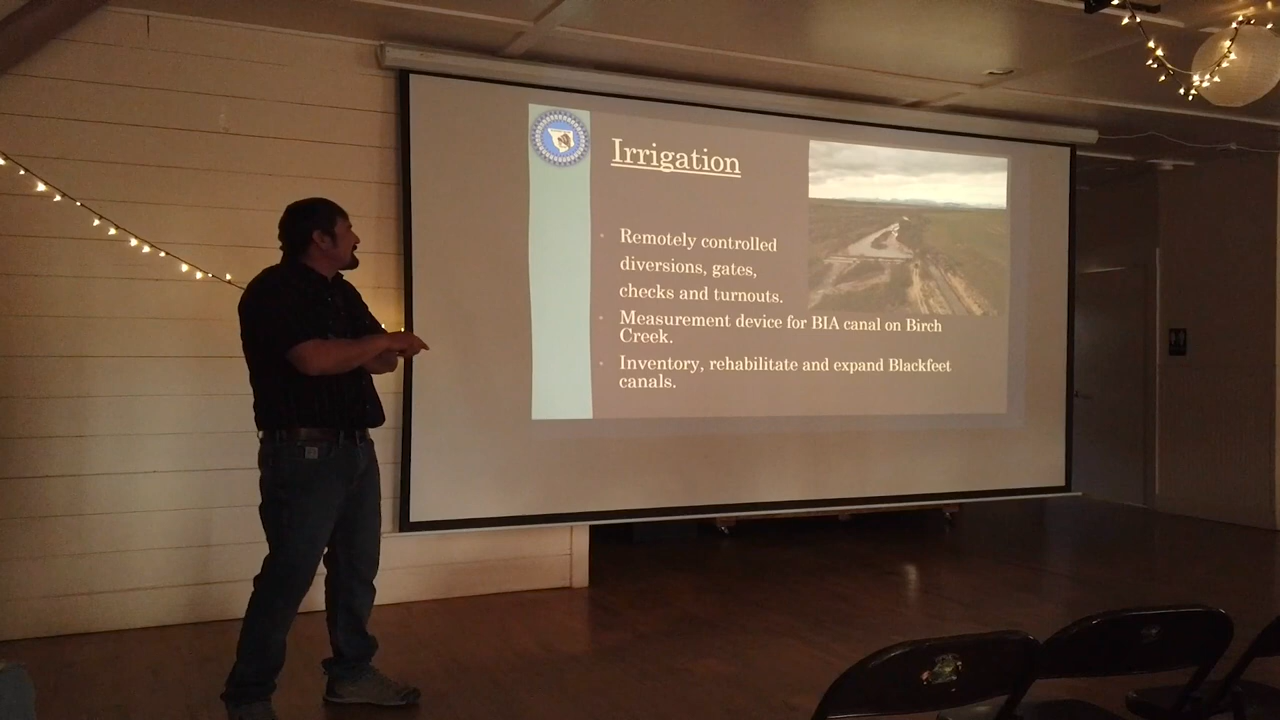 Irrigation
Remotely controlled
diversions, gates,
checks and turnouts.
Measurement device for BIA canal on Birch
Creek.
Inventory, rehabilitate and expand Blackfeet
canals.